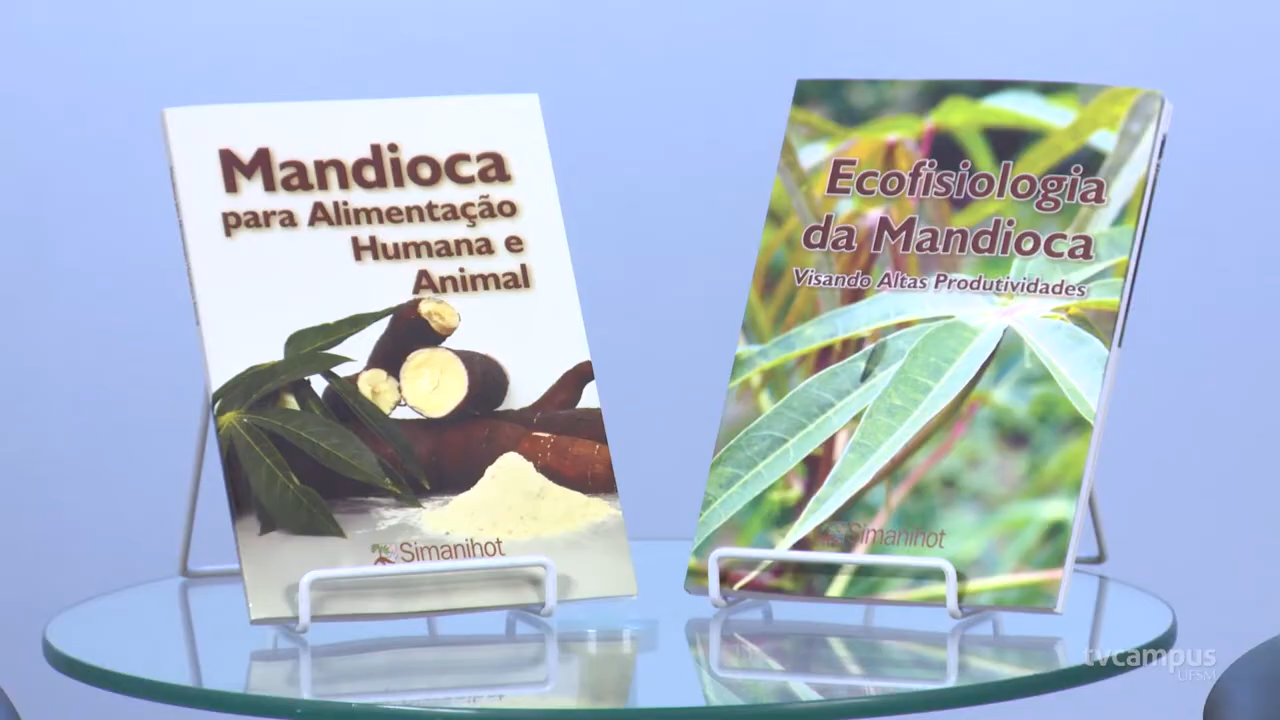 Mandioca
para Alimentação
Humana e
Animal
Simanihot
Ecofisiologia
da Mandioca
Visando Altas Produtividades
Simanihot
tvcampus
UFSM